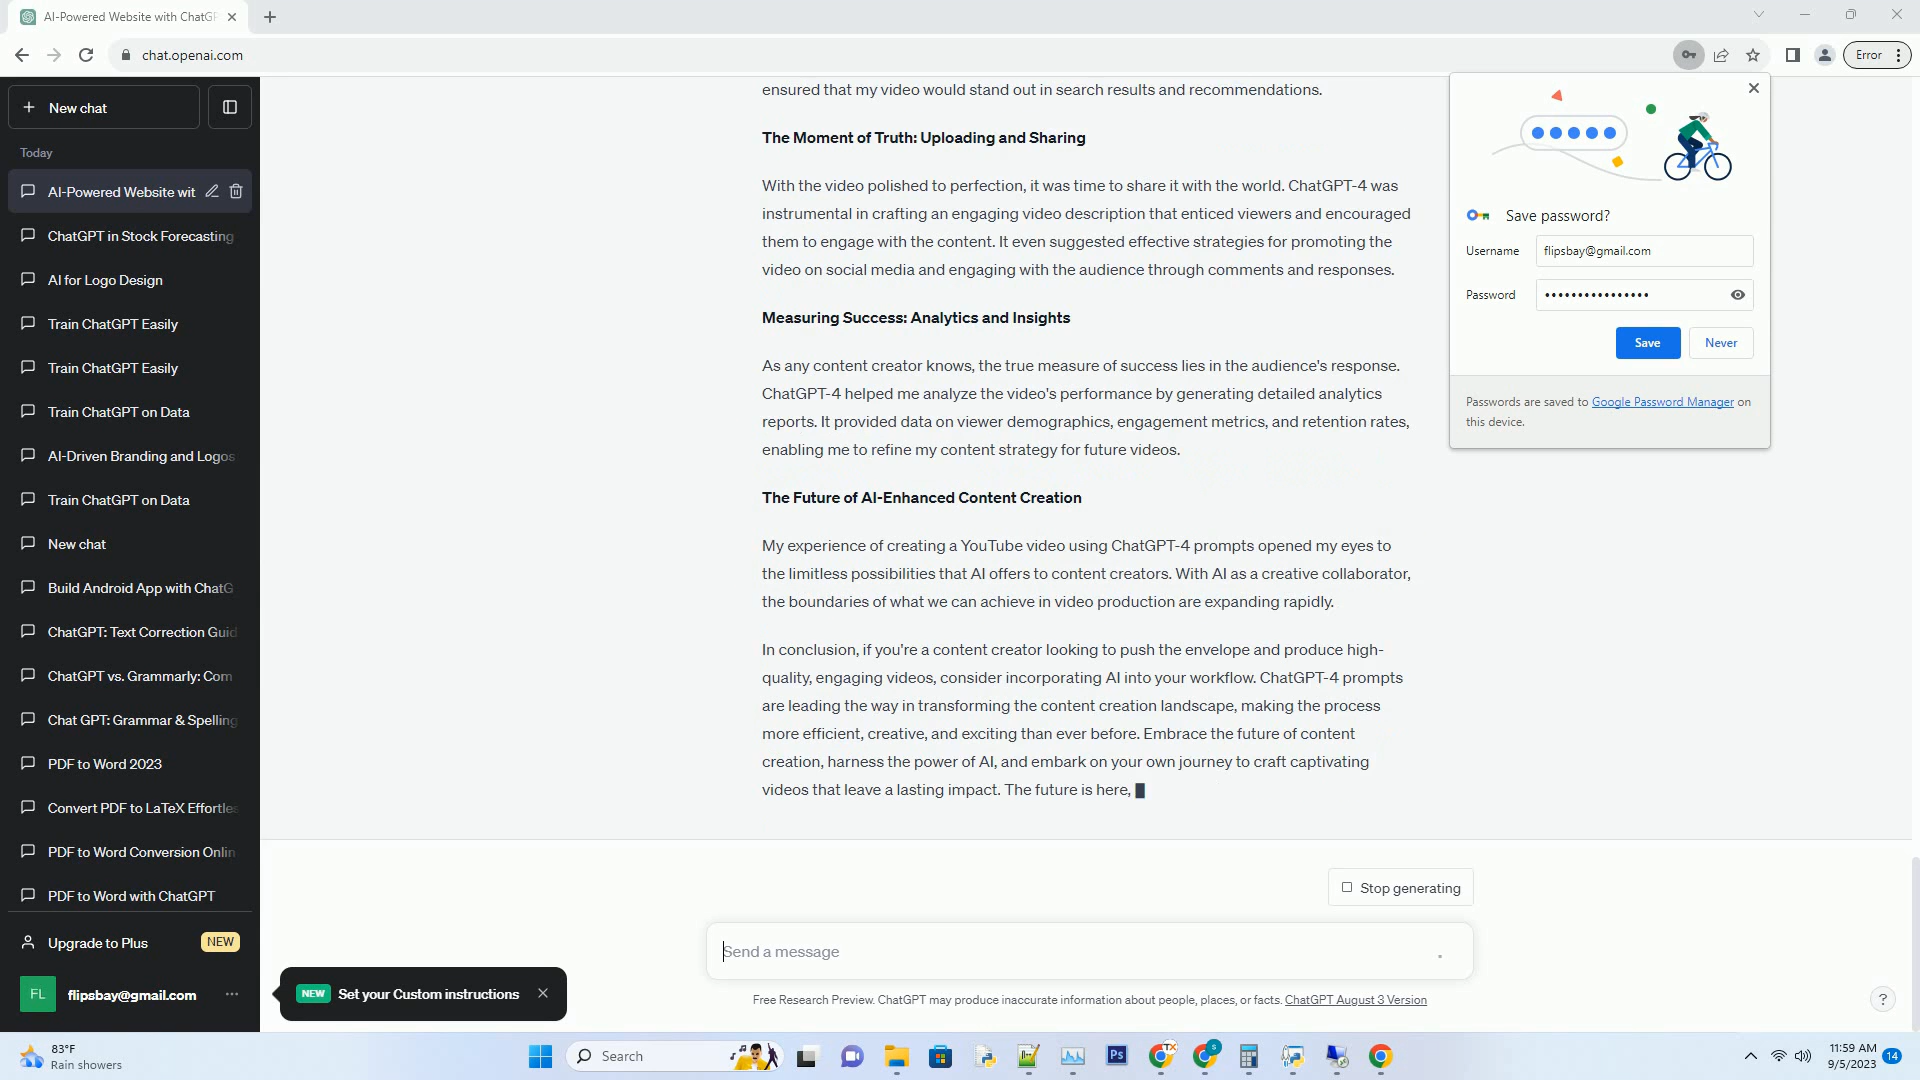 AI-Powered Website with ChatGP
chat.openai.com
Error
New chat
Today
AI-Powered Website wit
ChatGPT in Stock Forecasting
AI for Logo Design
Train ChatGPT Easily
Train ChatGPT Easily
Train ChatGPT on Data
AI-Driven Branding and Logos
Train ChatGPT on Data
New chat
Build Android App with ChatG
ChatGPT: Text Correction Guid
ChatGPT vs. Grammarly: Com
Chat GPT: Grammar & Spelling
PDF to Word 2023
Convert PDF to LaTeX Effortle
PDF to Word Conversion Onlin
PDF to Word with ChatGPT
Upgrade to Plus NEW
FL flipsbay@gmail.com
ensured that my video would stand out in search results and recommendations.
The Moment of Truth: Uploading and Sharing
With the video polished to perfection, it was time to share it with the world. ChatGPT-4 was
instrumental in crafting an engaging video description that enticed viewers and encouraged
them to engage with the content. It even suggested effective strategies for promoting the
video on social media and engaging with the audience through comments and responses.
Measuring Success: Analytics and Insights
As any content creator knows, the true measure of success lies in the audience's response.
ChatGPT-4 helped me analyze the video's performance by generating detailed analytics
reports. It provided data on viewer demographics, engagement metrics, and retention rates,
enabling me to refine my content strategy for future videos.
The Future of AI-Enhanced Content Creation
My experience of creating a YouTube video using ChatGPT-4 prompts opened my eyes to
the limitless possibilities that AI offers to content creators. With AI as a creative collaborator,
the boundaries of what we can achieve in video production are expanding rapidly.
In conclusion, if you're a content creator looking to push the envelope and produce high-
quality, engaging videos, consider incorporating AI into your workflow. ChatGPT-4 prompts
are leading the way in transforming the content creation landscape, making the process
more efficient, creative, and exciting than ever before. Embrace the future of content
creation, harness the power of AI, and embark on your own journey to craft captivating
videos that leave a lasting impact. The future is here,
Stop generating
Send a message
Free Research Preview. ChatGPT may produce inaccurate information about people, places, or facts. ChatGPT August 3 Version
NEW Set your Custom instructions
?
Save password?
Username flipsbay@gmail.com
Password ••••••••••••••••
Save Never
Passwords are saved to Google Password Manager on
this device.
83°F
Rain showers
Search
Ps
TX
S
11:59 AM
9/5/2023
14